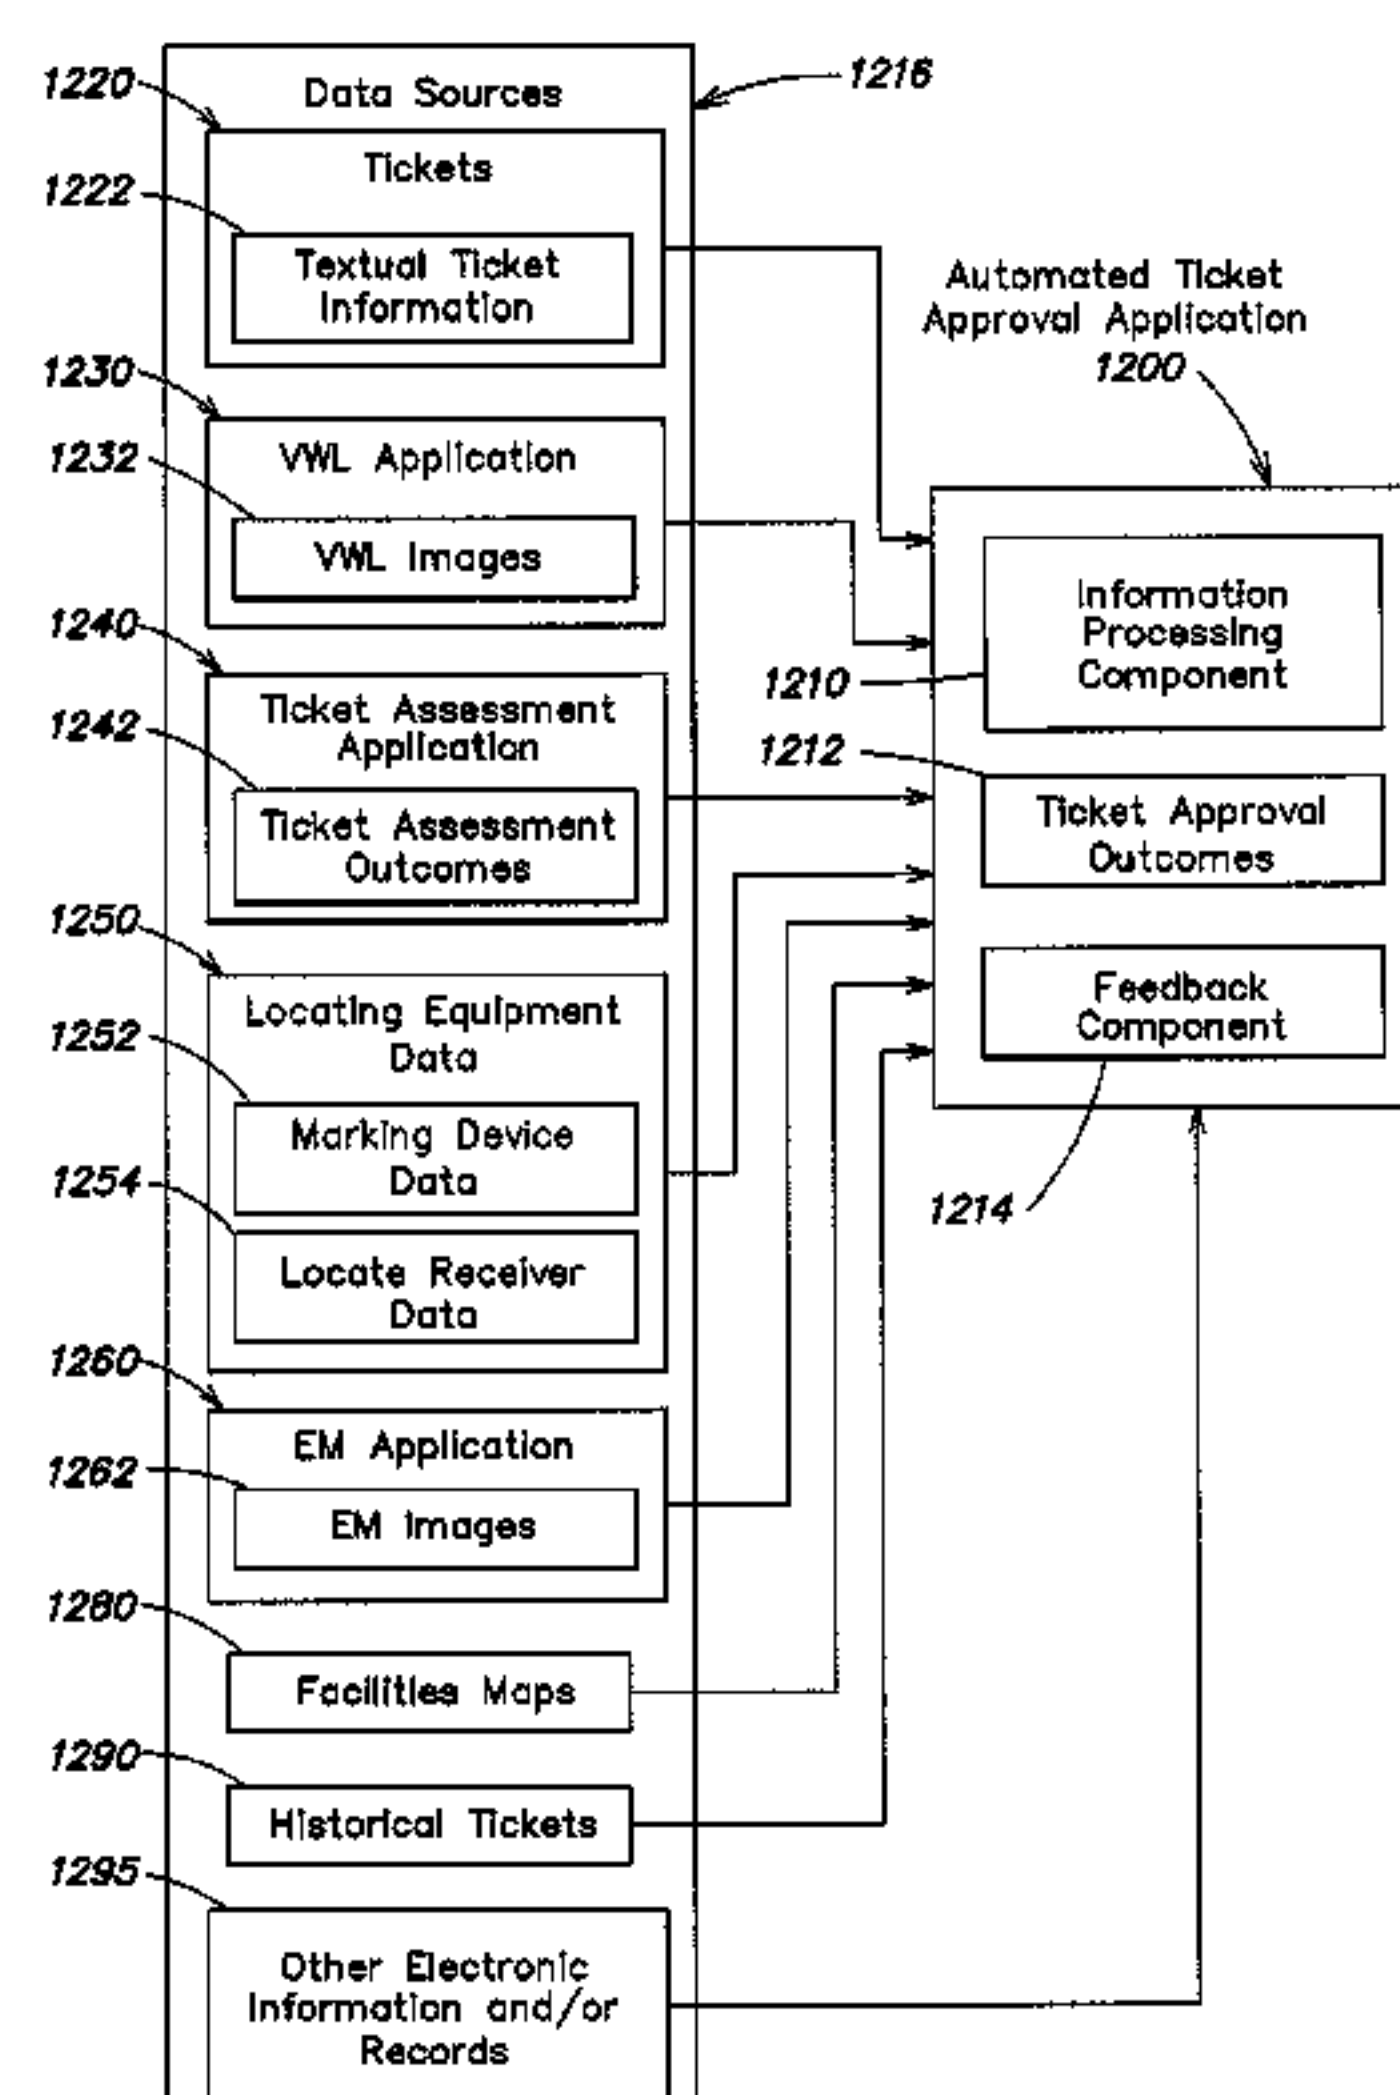 1216
Data Sources
1220
Tickets
1222
Textual Ticket
Information
1230
VWL Application
1232
VWL Images
1240
Ticket Assessment
Application
1242
Ticket Assessment
Outcomes
1250
Locating Equipment
Data
1252
Marking Device
Data
1254
Locate Receiver
Data
1260
EM Application
1262
EM Images
1280
Facilities Maps
1290
Historical Tickets
1295
Other Electronic
Information and/or
Records
Automated Ticket
Approval Application
1200
Information
Processing
Component
1210
1212
Ticket Approval
Outcomes
Feedback
Component
1214